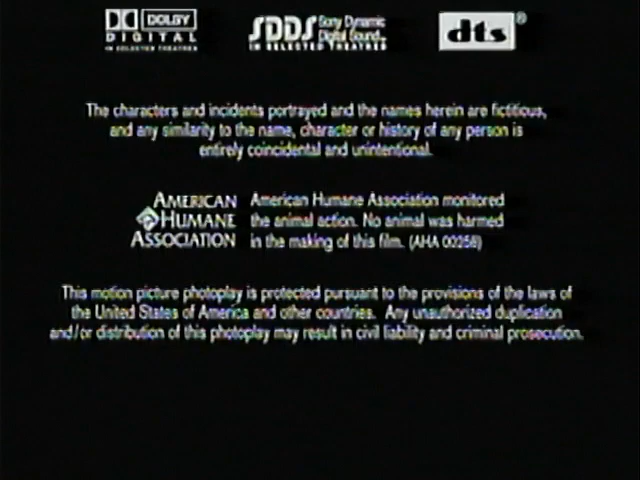 DOLBY
DIGITAL
IN SELECTED THEATRES
SDDS Sony Dynamic
Digital Sound
IN SELECTED THEATRES
dts®
The characters and incidents portrayed and the names herein are fictitious,
and any similarity to the name, character or history of any person is
entirely coincidental and unintentional.
AMERICAN
HUMANE
ASSOCIATION
American Humane Association monitored
the animal action. No animal was harmed
in the making of this film. (AHA 00258)
This motion picture photoplay is protected pursuant to the provisions of the laws of
the United States of America and other countries. Any unauthorized duplication
and/or distribution of this photoplay may result in civil liability and criminal prosecution.